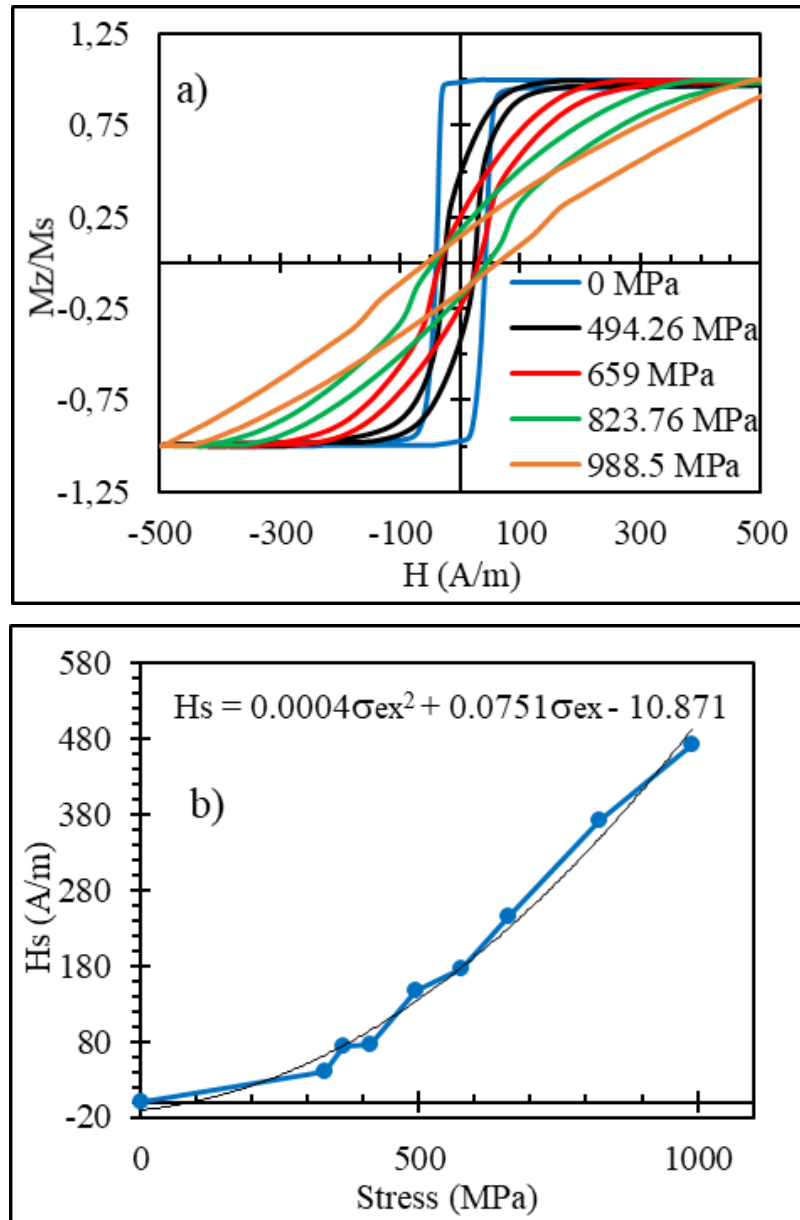 1,25
a)
0,75
0,25
Mz/Ms
-0,25
-0,75
-1,25
0 MPa
494.26 MPa
659 MPa
823.76 MPa
988.5 MPa
-500 -300 -100 100 300 500
H (A/m)
580
Hs = 0.0004σex² + 0.0751σex - 10.871
480
b)
380
Hs (A/m)
280
180
80
-20
0 500 1000
Stress (MPa)